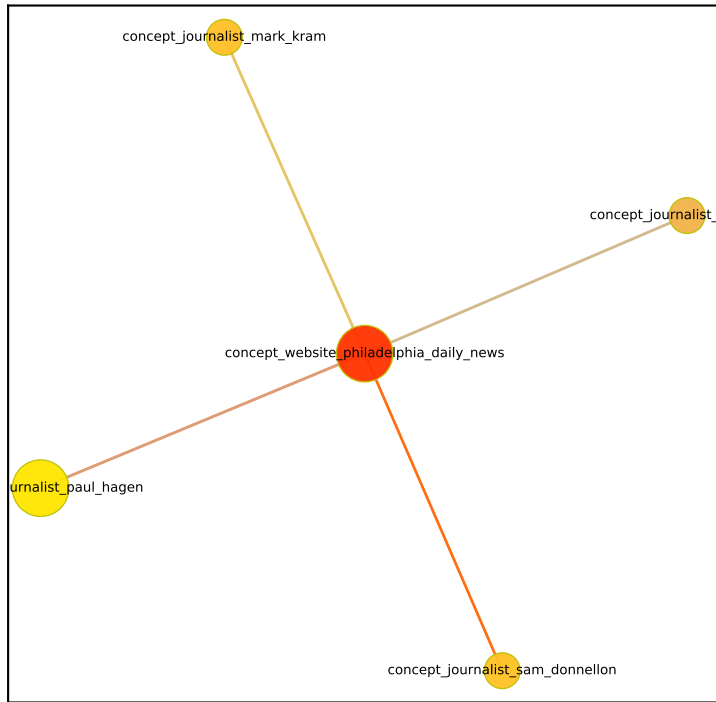 concept_journalist_mark_kram
concept_journalist_
concept_website_philadelphia_daily_news
urnalist_paul_hagen
concept_journalist_sam_donnellon